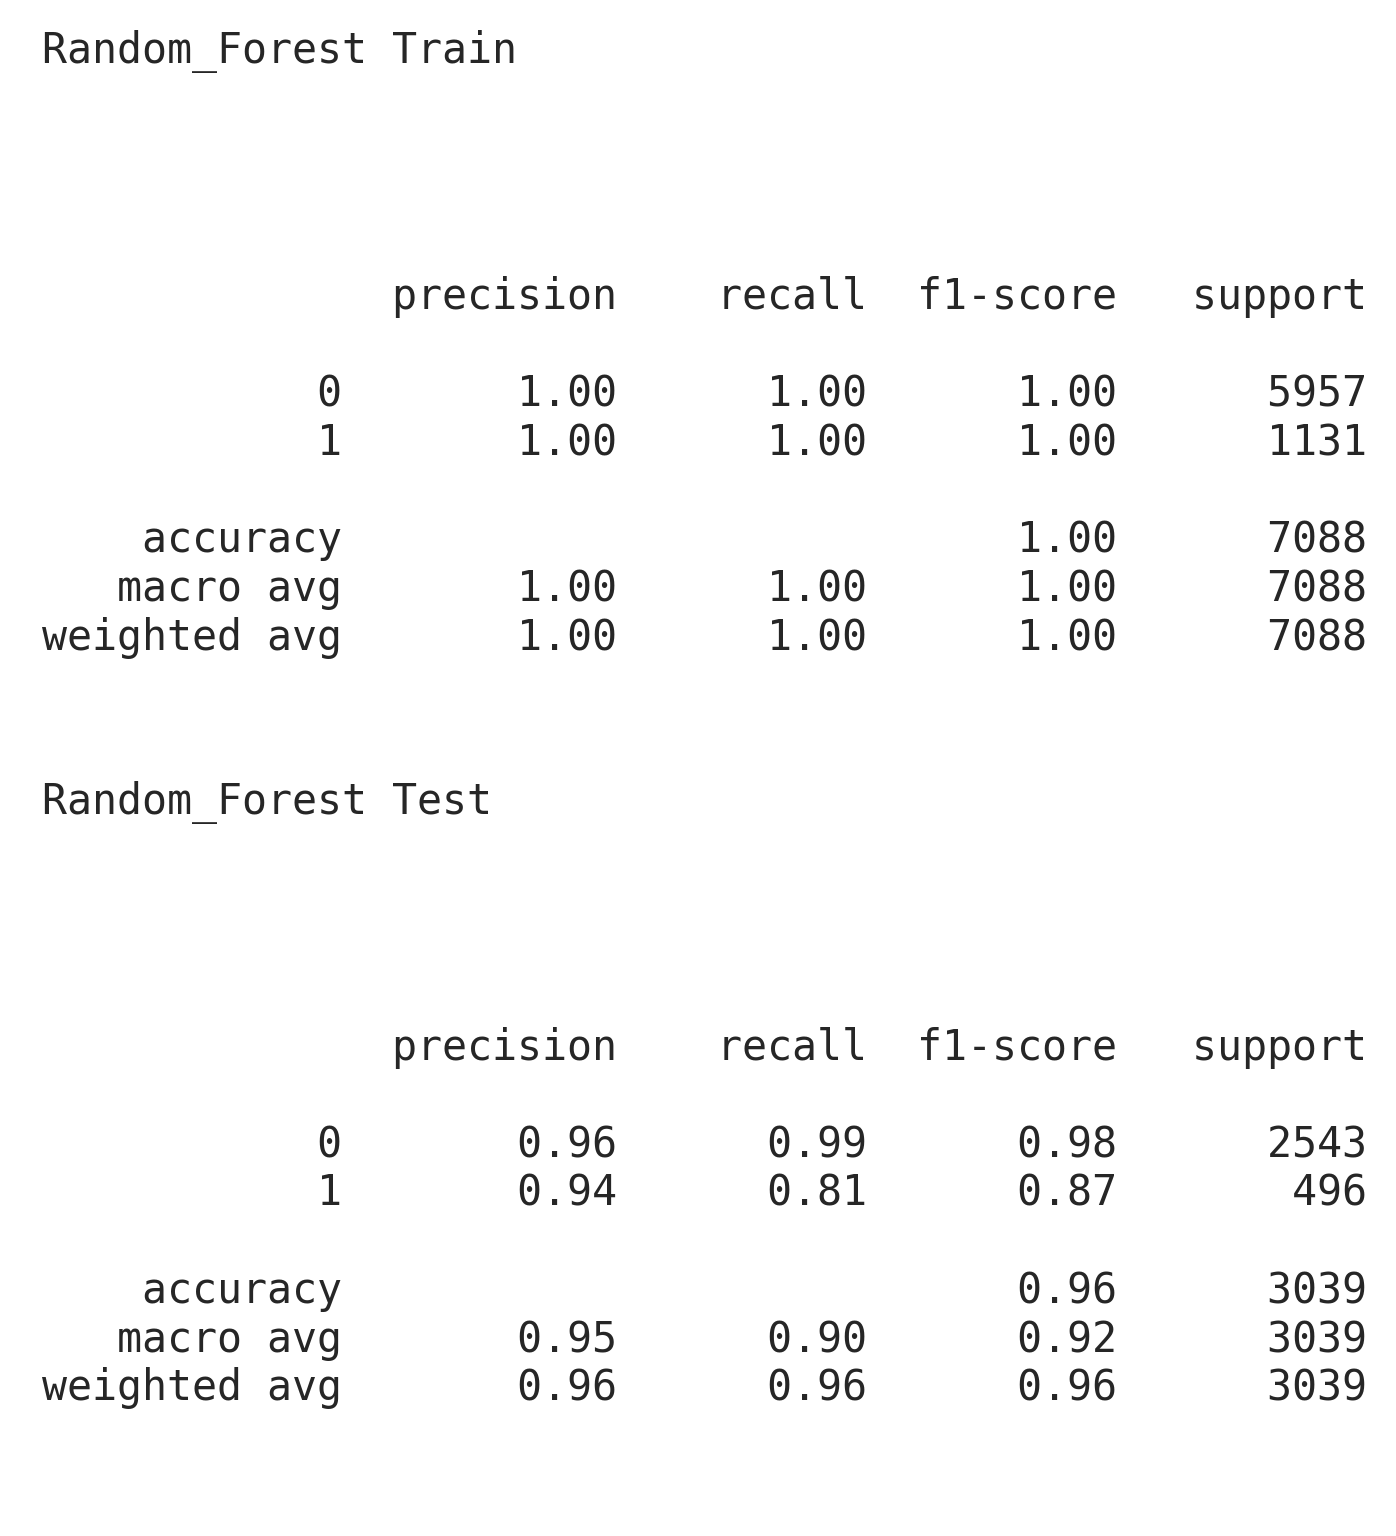 Random_Forest Train
precision recall f1-score support
0 1.00 1.00 1.00 5957
1 1.00 1.00 1.00 1131
accuracy 1.00 7088
macro avg 1.00 1.00 1.00 7088
weighted avg 1.00 1.00 1.00 7088
Random_Forest Test
precision recall f1-score support
0 0.96 0.99 0.98 2543
1 0.94 0.81 0.87 496
accuracy 0.96 3039
macro avg 0.95 0.90 0.92 3039
weighted avg 0.96 0.96 0.96 3039